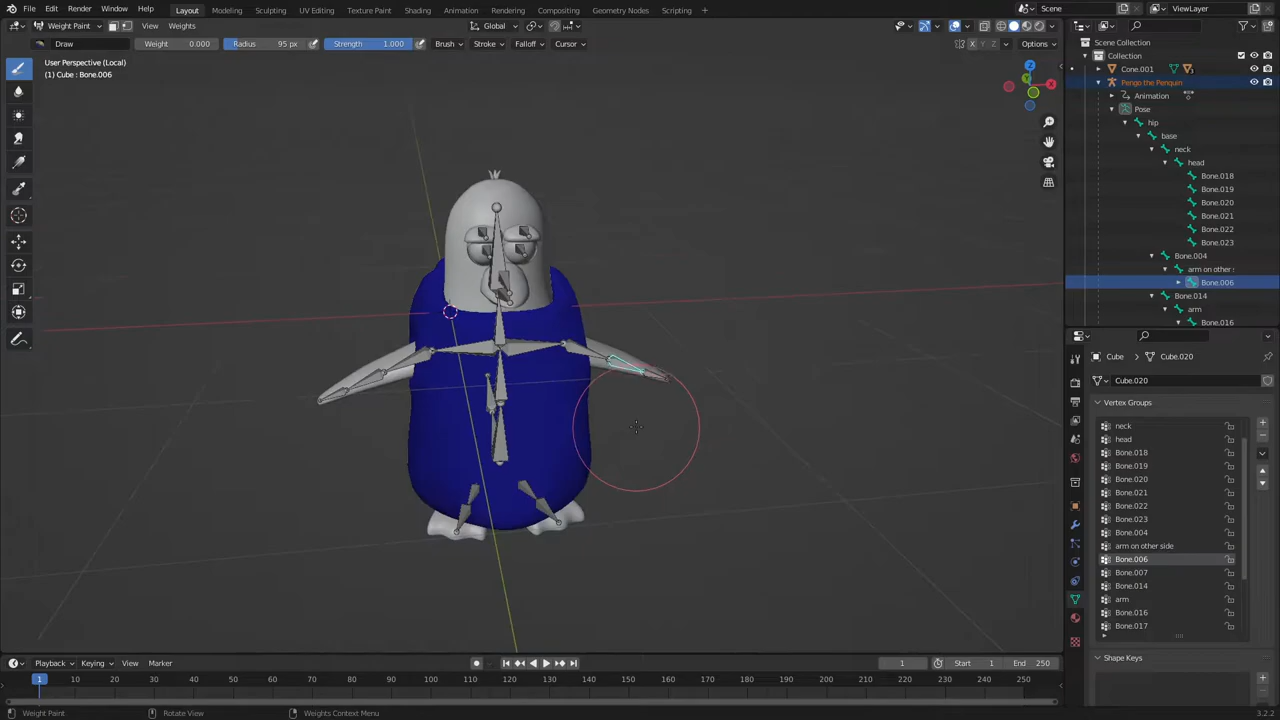 File Edit Render Window Help Layout Modeling Sculpting UV Editing Texture Paint Shading Animation Rendering Compositing Geometry Nodes Scripting + Scene ViewLayer
Weight Paint View Weights Global
Draw Weight 0.000 Radius 95 px Strength 1.000 Brush Stroke Falloff Cursor X Y Z Options
User Perspective (Local)
(1) Cube : Bone.006
Z
X
Y
Scene Collection
Collection
Cone.001
Pengo the Penquin
Animation
Pose
hip
base
neck
head
Bone.018
Bone.019
Bone.020
Bone.021
Bone.022
Bone.023
Bone.004
arm on other :
Bone.006
Bone.014
arm
Bone.016
Cube Cube.020
Cube.020
Vertex Groups
neck
head
Bone.018
Bone.019
Bone.020
Bone.021
Bone.022
Bone.023
Bone.004
arm on other side
Bone.006
Bone.007
Bone.014
arm
Bone.016
Bone.017
Shape Keys
Playback Keying View Marker 1 Start 1 End 250
1 10 20 30 40 50 60 70 80 90 100 110 120 130 140 150 160 170 180 190 200 210 220 230 240 250
Weight Paint Rotate View Weights Context Menu 3.2.2